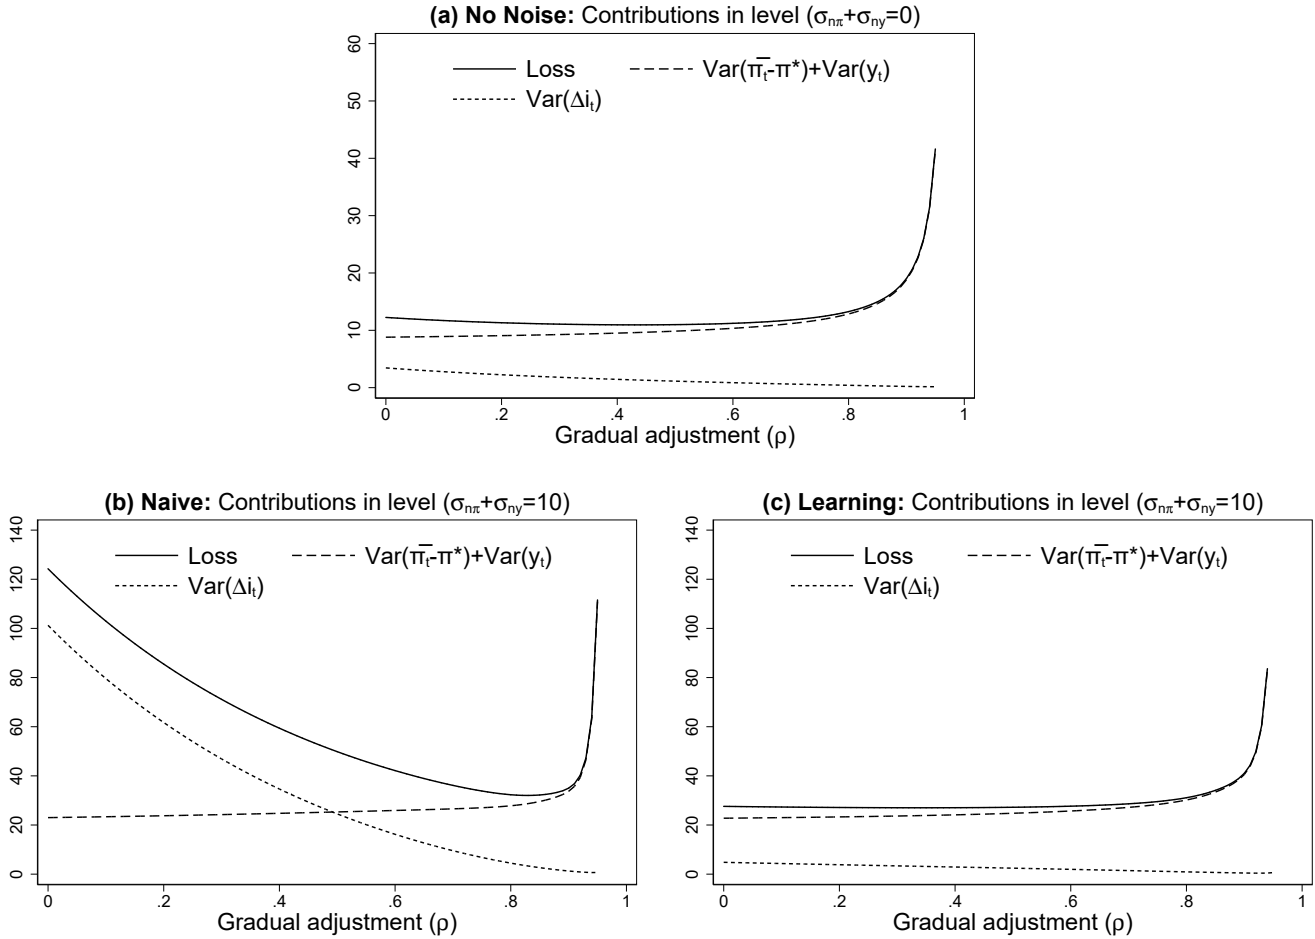 (a) No Noise: Contributions in level (σnπ+σny=0)
60
50
40
30
20
10
0
Loss
Var(π̅t-π*)+Var(yt)
Var(Δit)
0 .2 .4 .6 .8 1
Gradual adjustment (ρ)
(b) Naive: Contributions in level (σnπ+σny=10)
140
120
100
80
60
40
20
0
Loss
Var(π̅t-π*)+Var(yt)
Var(Δit)
0 .2 .4 .6 .8 1
Gradual adjustment (ρ)
(c) Learning: Contributions in level (σnπ+σny=10)
140
120
100
80
60
40
20
0
Loss
Var(π̅t-π*)+Var(yt)
Var(Δit)
0 .2 .4 .6 .8 1
Gradual adjustment (ρ)